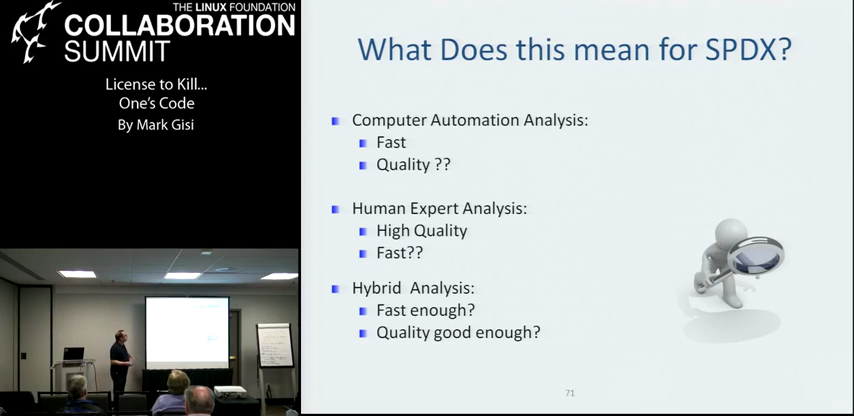 THE LINUX FOUNDATION
COLLABORATION
SUMMIT
License to Kill...
One's Code
By Mark Gisi
What Does this mean for SPDX?
Computer Automation Analysis:
Fast
Quality ??
Human Expert Analysis:
High Quality
Fast??
Hybrid  Analysis:
Fast enough?
Quality good enough?
71